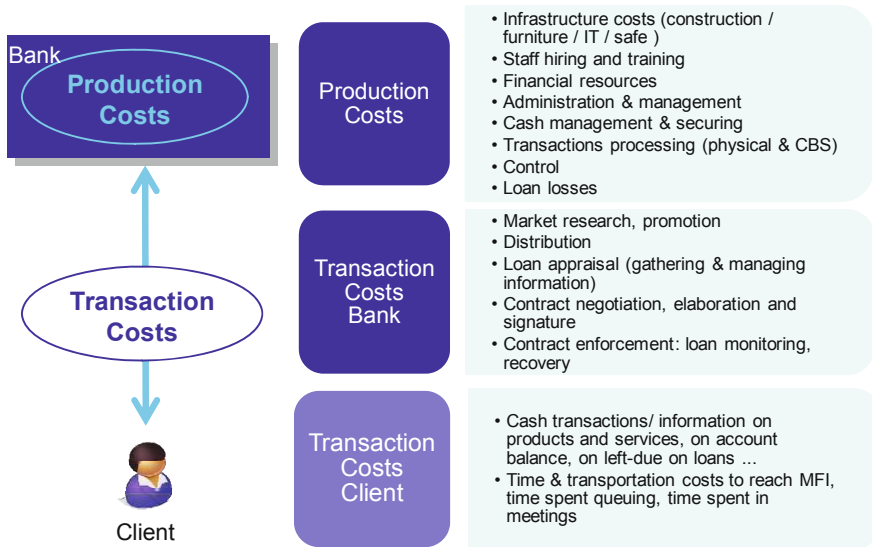 Bank
Production
Costs
Transaction
Costs
Client
Production
Costs
• Infrastructure costs (construction /
furniture / IT / safe )
• Staff hiring and training
• Financial resources
• Administration & management
• Cash management & securing
• Transactions processing (physical & CBS)
• Control
• Loan losses
Transaction
Costs
Bank
• Market research, promotion
• Distribution
• Loan appraisal (gathering & managing
information)
• Contract negotiation, elaboration and
signature
• Contract enforcement: loan monitoring,
recovery
Transaction
Costs
Client
• Cash transactions/ information on
products and services, on account
balance, on left-due on loans ...
• Time & transportation costs to reach MFI,
time spent queuing, time spent in
meetings